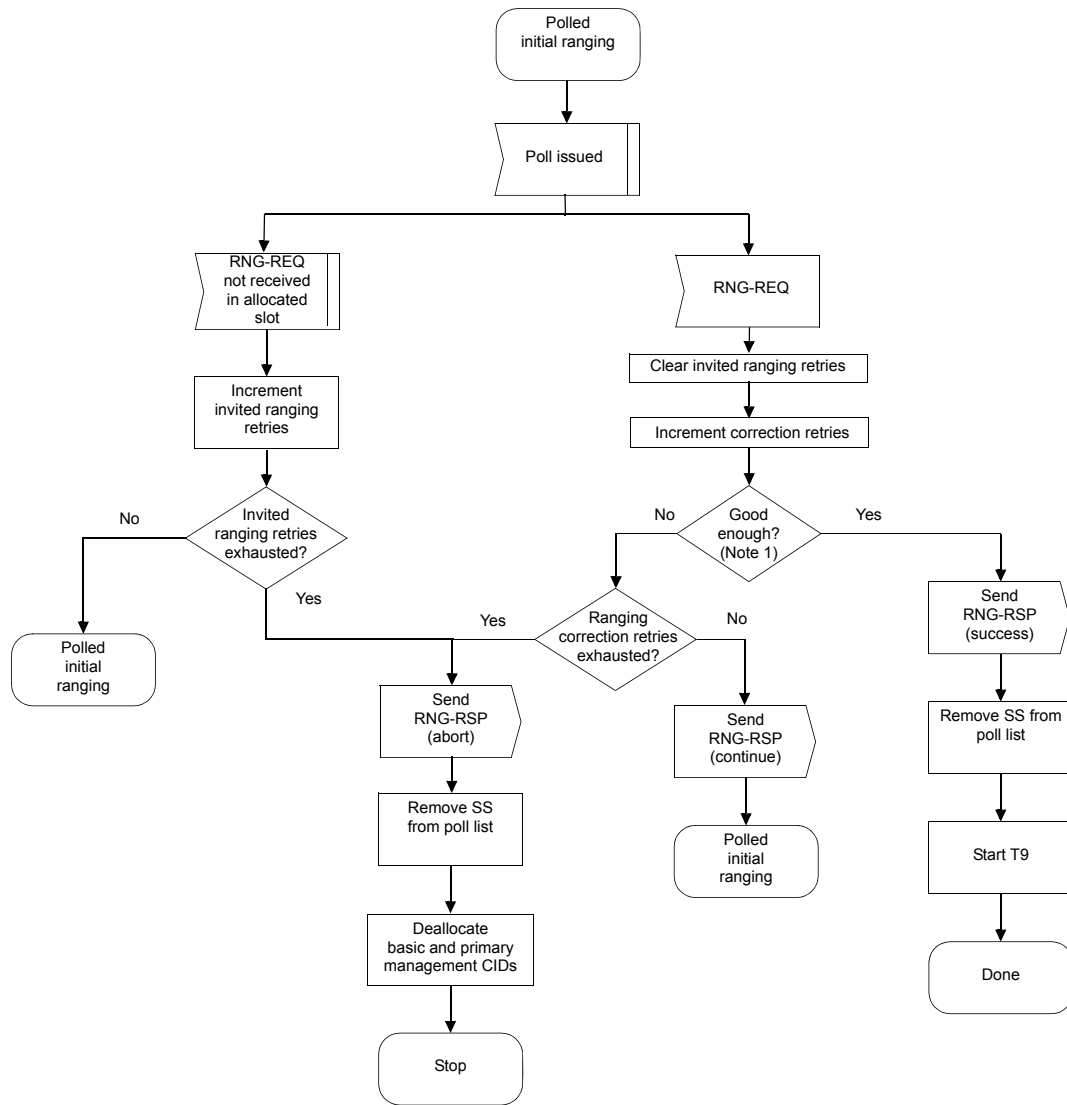 Polled
initial ranging
Poll issued
RNG-REQ
not received
in allocated
slot
RNG-REQ
Clear invited ranging retries
Increment
invited ranging
retries
Increment correction retries
No
Invited
ranging retries
exhausted?
Yes
No
Good
enough?
(Note 1)
Yes
Polled
initial
ranging
Yes
Ranging
correction retries
exhausted?
No
Send
RNG-RSP
(success)
Send
RNG-RSP
(abort)
Send
RNG-RSP
(continue)
Remove SS from
poll list
Remove SS
from poll list
Polled
initial
ranging
Start T9
Deallocate
basic and primary
management CIDs
Done
Stop